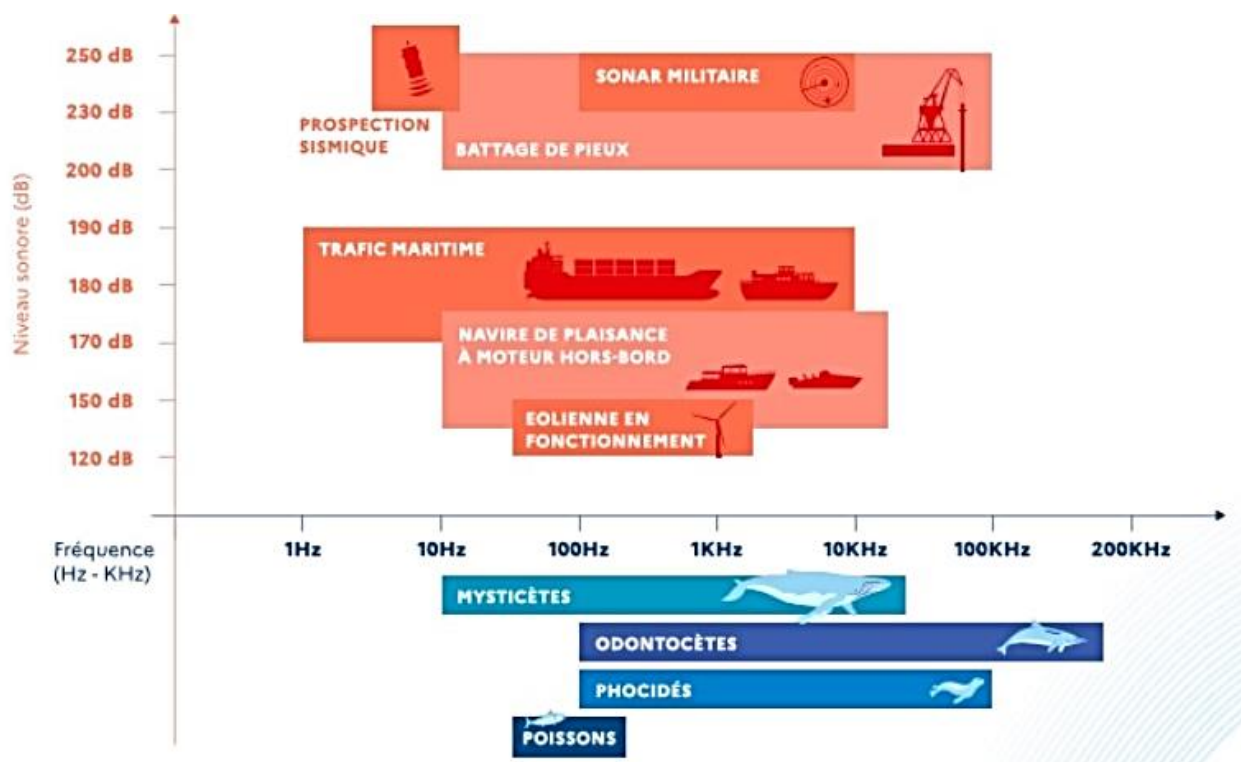 250 dB
230 dB
200 dB
190 dB
180 dB
170 dB
150 dB
120 dB
Niveau sonore (dB)
PROSPECTION
SISMIQUE
SONAR MILITAIRE
BATTAGE DE PIEUX
TRAFIC MARITIME
NAVIRE DE PLAISANCE
À MOTEUR HORS-BORD
EOLIENNE EN
FONCTIONNEMENT
Fréquence
(Hz - KHz)
1Hz
10Hz
100Hz
1KHz
10KHz
100KHz
200KHz
MYSTICÈTES
ODONTOCÈTES
PHOCIDÉS
POISSONS